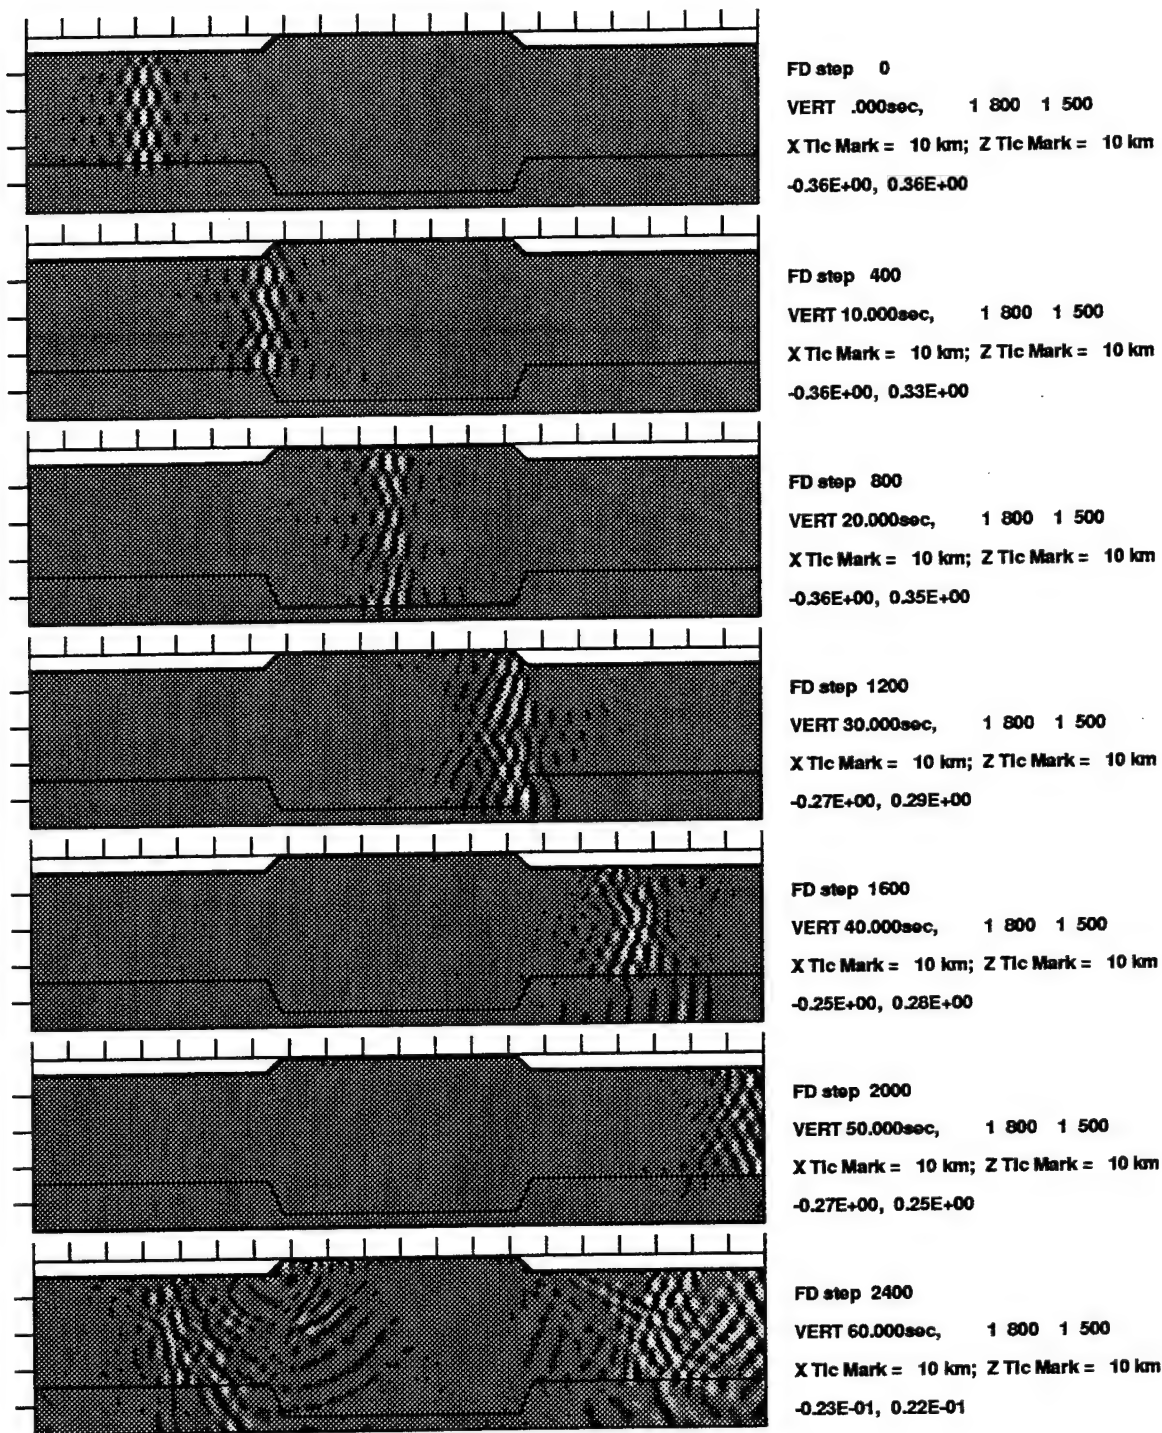 FD step 0
VERT .000sec, 1 800 1 500
X Tic Mark = 10 km; Z Tic Mark = 10 km
-0.36E+00, 0.36E+00
FD step 400
VERT 10.000sec, 1 800 1 500
X Tic Mark = 10 km; Z Tic Mark = 10 km
-0.36E+00, 0.33E+00
FD step 800
VERT 20.000sec, 1 800 1 500
X Tic Mark = 10 km; Z Tic Mark = 10 km
-0.36E+00, 0.35E+00
FD step 1200
VERT 30.000sec, 1 800 1 500
X Tic Mark = 10 km; Z Tic Mark = 10 km
-0.27E+00, 0.29E+00
FD step 1600
VERT 40.000sec, 1 800 1 500
X Tic Mark = 10 km; Z Tic Mark = 10 km
-0.25E+00, 0.28E+00
FD step 2000
VERT 50.000sec, 1 800 1 500
X Tic Mark = 10 km; Z Tic Mark = 10 km
-0.27E+00, 0.25E+00
FD step 2400
VERT 60.000sec, 1 800 1 500
X Tic Mark = 10 km; Z Tic Mark = 10 km
-0.23E-01, 0.22E-01